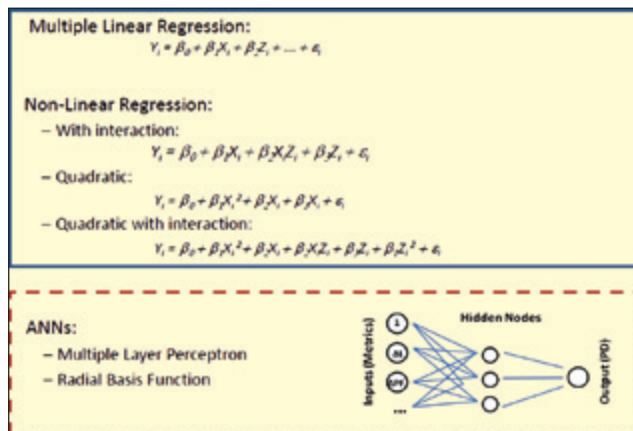 Multiple Linear Regression:
Yᵢ = β₀ + β₁Xᵢ + β₂Zᵢ + ... + εᵢ
Non-Linear Regression:
– With interaction:
Yᵢ = β₀ + β₁Xᵢ + β₂XᵢZᵢ + β₃Zᵢ + εᵢ
– Quadratic:
Yᵢ = β₀ + β₁Xᵢ² + β₂Xᵢ + β₃Xᵢ + εᵢ
– Quadratic with interaction:
Yᵢ = β₀ + β₁Xᵢ² + β₂Xᵢ + β₃XᵢZᵢ + Zᵢ + Zᵢ² + εᵢ
ANNs:
– Multiple Layer Perceptron
– Radial Basis Function
Inputs (Metrics)
Hidden Nodes
Output (PD)
...